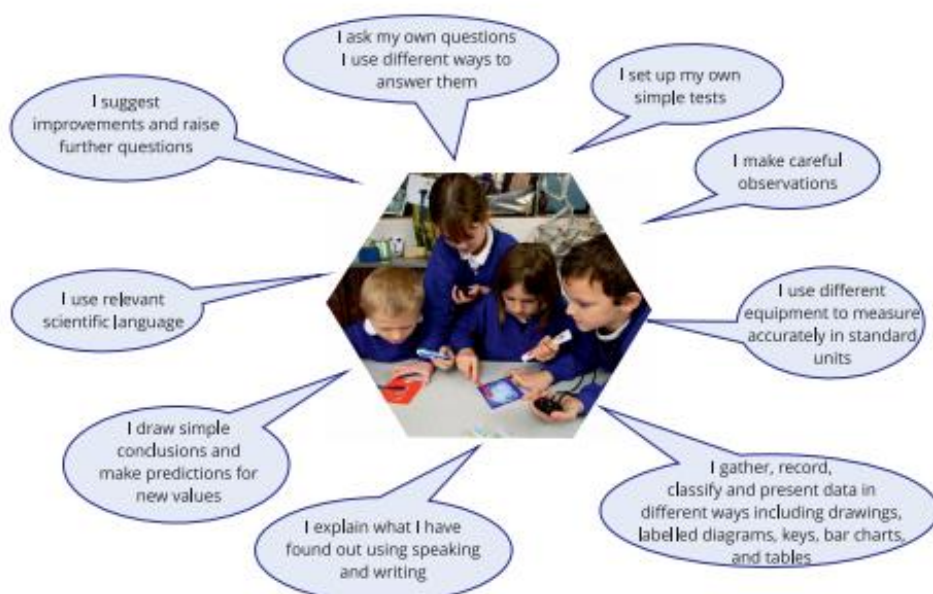 I ask my own questions
I use different ways to
answer them
I set up my own
simple tests
I make careful
observations
I use different
equipment to measure
accurately in standard
units
I gather, record,
classify and present data in
different ways including drawings,
labelled diagrams, keys, bar charts,
and tables
I explain what I have
found out using speaking
and writing
I draw simple
conclusions and
make predictions for
new values
I use relevant
scientific language
I suggest
improvements and raise
further questions